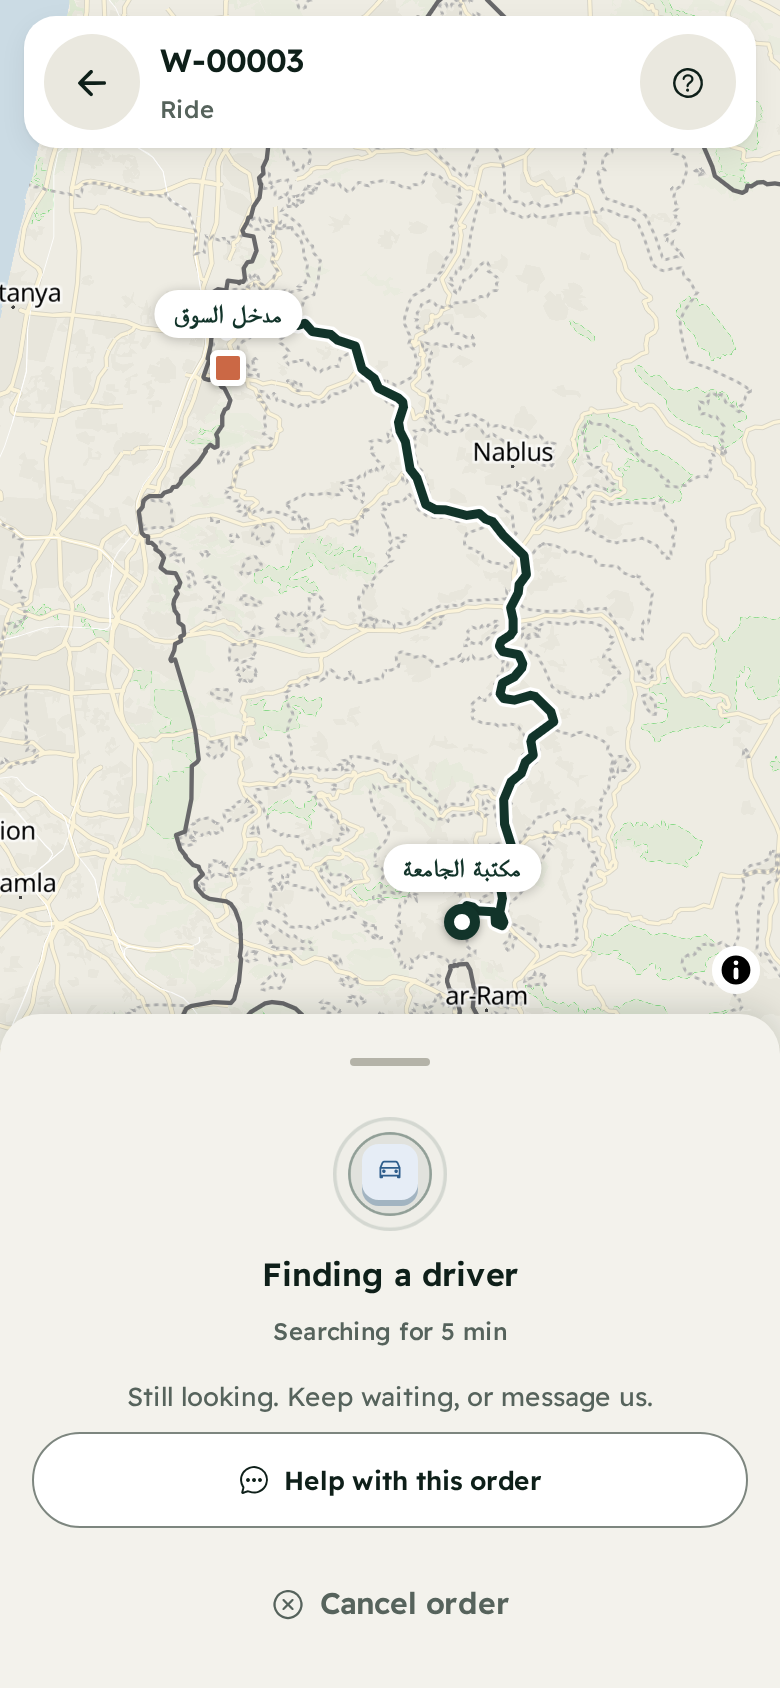 W-00003
Ride
tanya
مدخل السوق
Nablus
ion
مكتبة الجامعة
amla
ar-Ram
Finding a driver
Searching for 5 min
Still looking. Keep waiting, or message us.
Help with this order
Cancel order